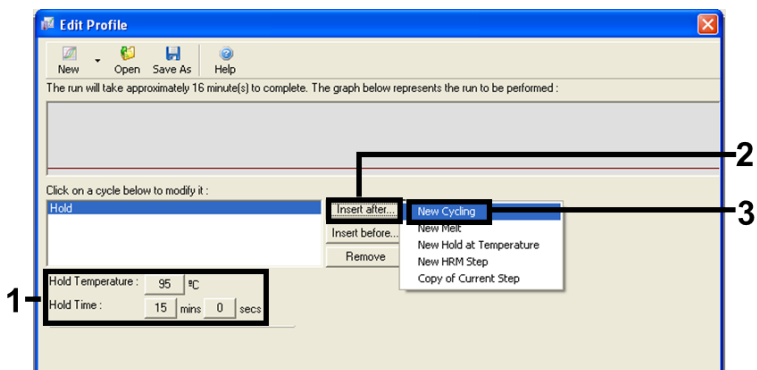 Edit Profile
New Open Save As Help
The run will take approximately 16 minute(s) to complete. The graph below represents the run to be performed :
2
Click on a cycle below to modify it :
Hold Insert after... New Cycling 3
Insert before... New Melt
New Hold at Temperature
Remove New HRM Step
Copy of Current Step
Hold Temperature : 95 ºC
1
Hold Time : 15 mins 0 secs